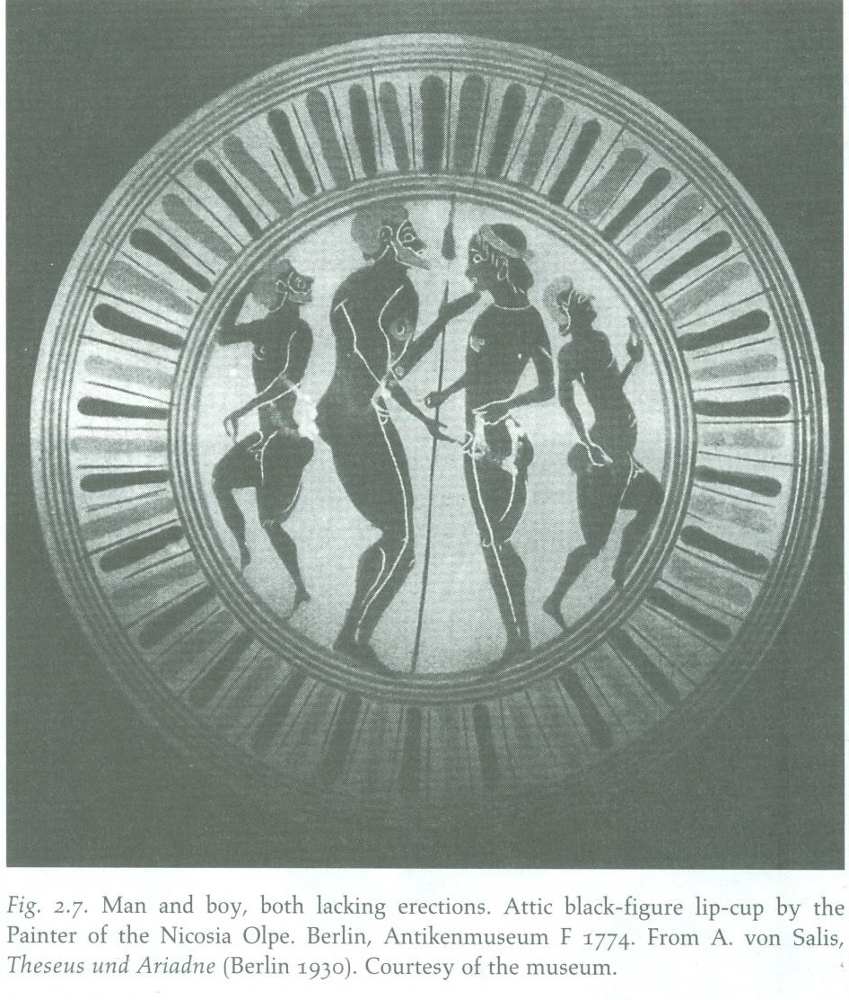 Fig. 2.7. Man and boy, both lacking erections. Attic black-figure lip-cup by the
Painter of the Nicosia Olpe. Berlin, Antikenmuseum F 1774. From A. von Salis,
Theseus und Ariadne (Berlin 1930). Courtesy of the museum.